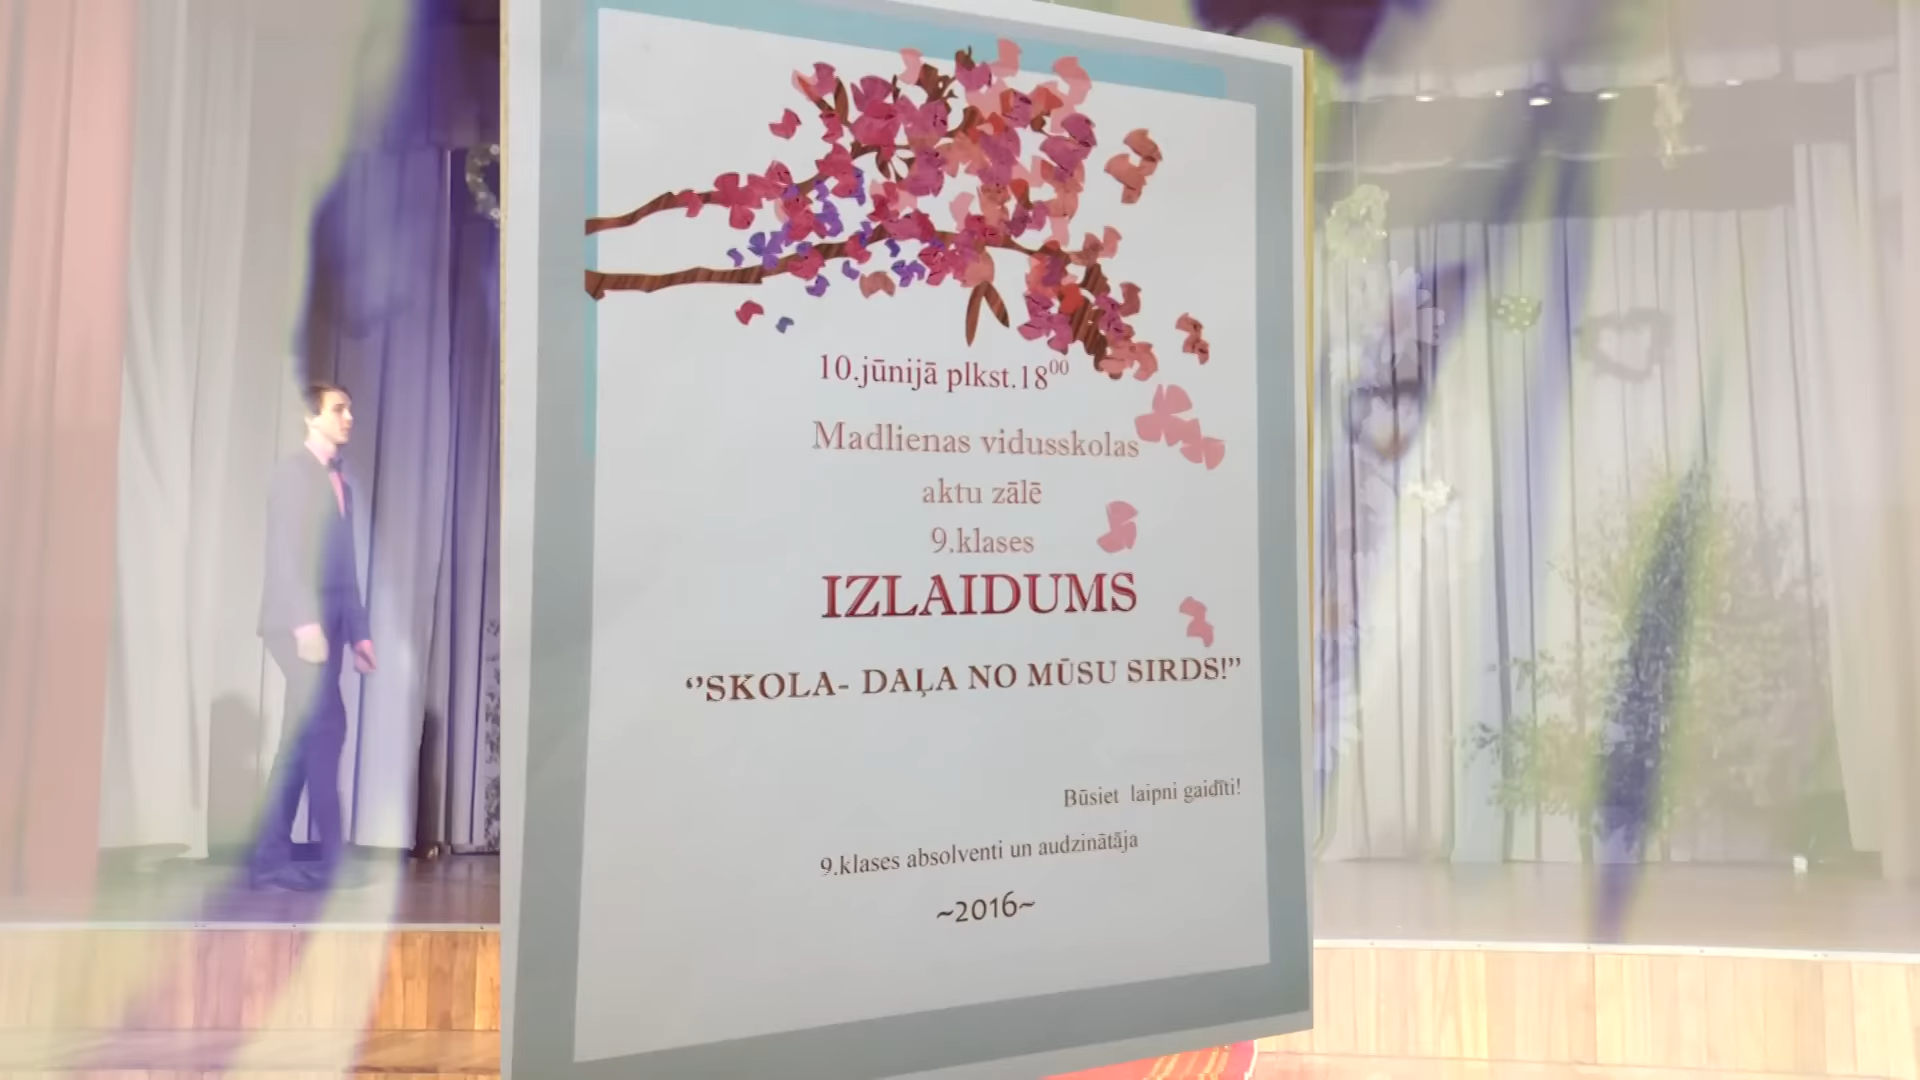 10.jūnijā plkst.18⁰⁰
Madlienas vidusskolas
aktu zālē
9.klases
IZLAIDUMS
‘’SKOLA- DAĻA NO MŪSU SIRDS!”
Būsiet laipni gaidīti!
9.klases absolventi un audzinātāja
~2016~